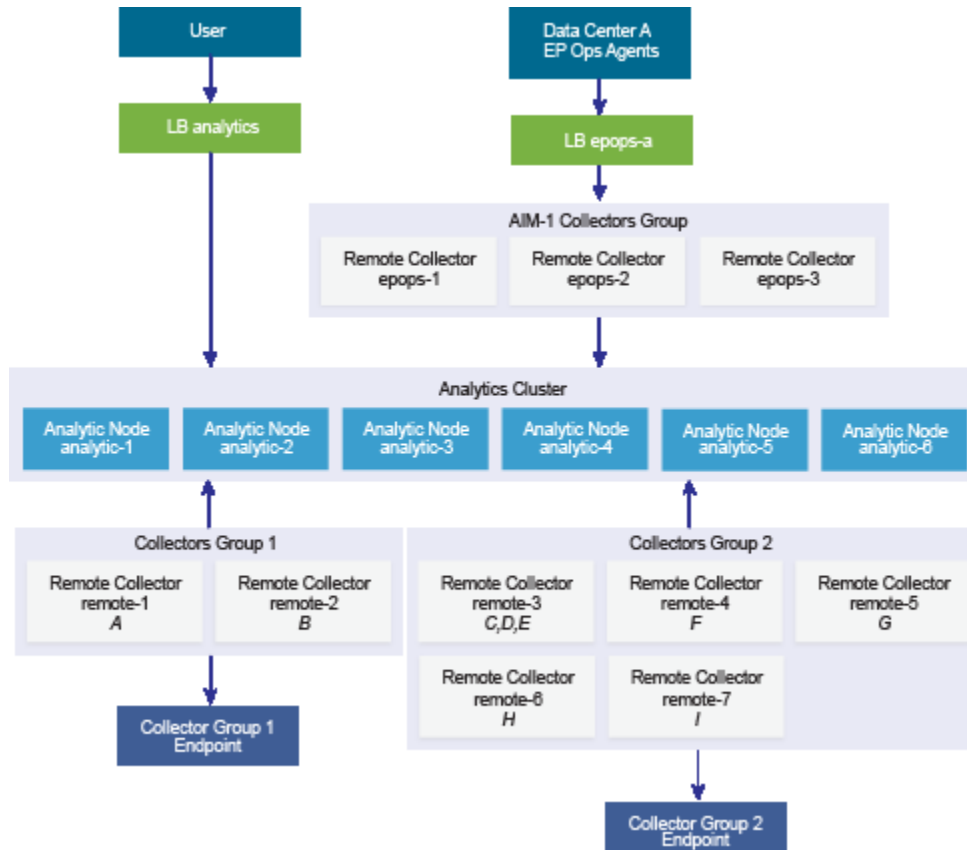 User
Data Center A
EP Ops Agents
LB analytics
LB epops-a
AIM-1 Collectors Group
Remote Collector
epops-1
Remote Collector
epops-2
Remote Collector
epops-3
Analytics Cluster
Analytic Node
analytic-1
Analytic Node
analytic-2
Analytic Node
analytic-3
Analytic Node
analytic-4
Analytic Node
analytic-5
Analytic Node
analytic-6
Collectors Group 1
Remote Collector
remote-1
A
Remote Collector
remote-2
B
Collector Group 1
Endpoint
Collectors Group 2
Remote Collector
remote-3
C,D,E
Remote Collector
remote-4
F
Remote Collector
remote-5
G
Remote Collector
remote-6
H
Remote Collector
remote-7
I
Collector Group 2
Endpoint